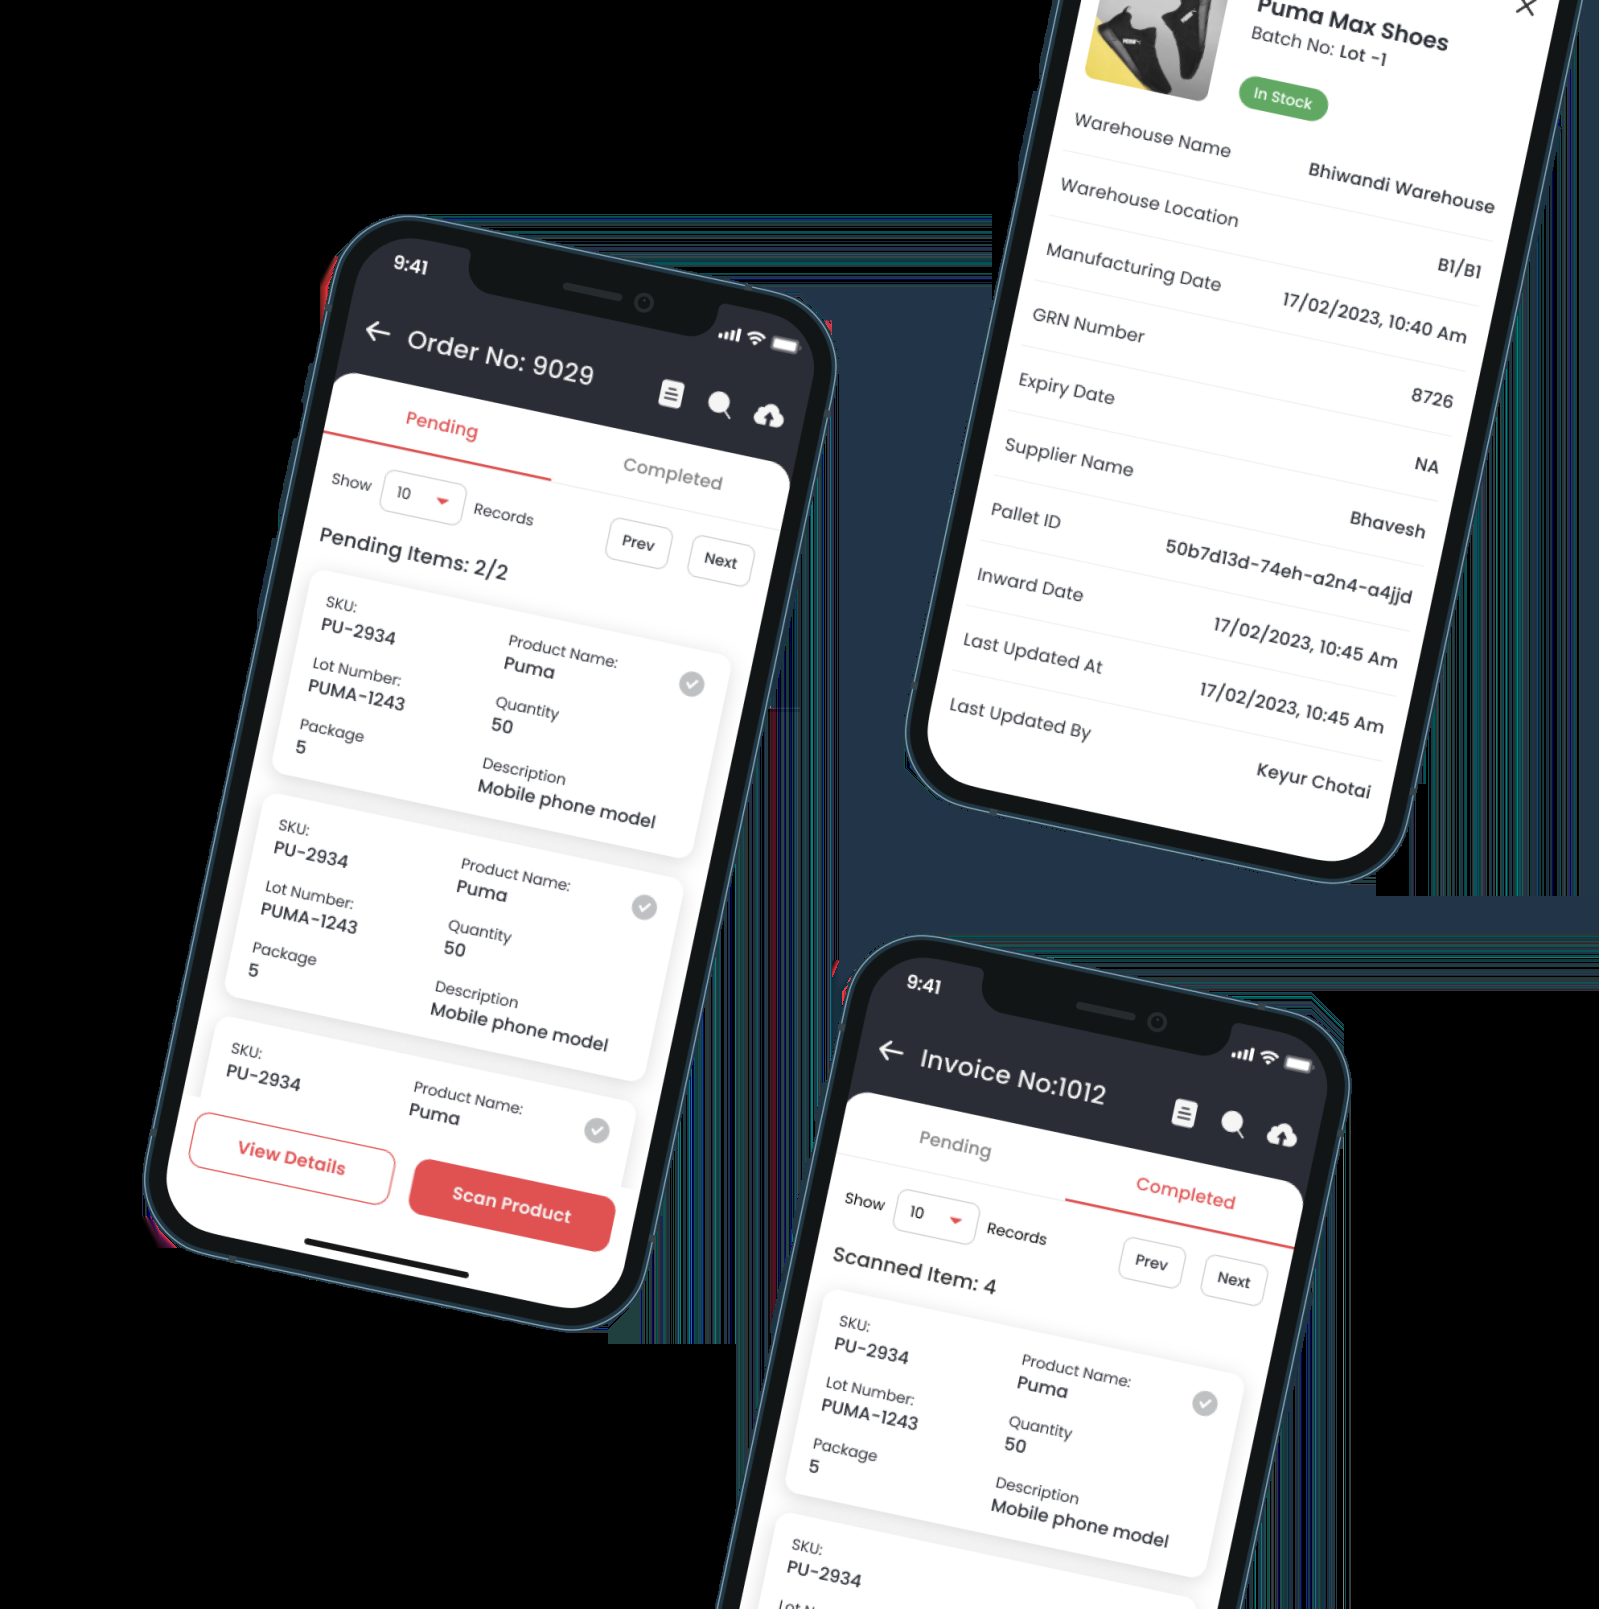 9:41
Order No: 9029
Pending
Completed
Show 10 Records
Prev
Next
Pending Items: 2/2
SKU:
PU-2934
Product Name:
Puma
Lot Number:
PUMA-1243
Quantity
50
Package
5
Description
Mobile phone model
SKU:
PU-2934
Product Name:
Puma
Lot Number:
PUMA-1243
Quantity
50
Package
5
Description
Mobile phone model
SKU:
PU-2934
Product Name:
Puma
View Details
Scan Product
Puma Max Shoes
Batch No: Lot -1
In Stock
Warehouse Name
Bhiwandi Warehouse
Warehouse Location
B1/B1
Manufacturing Date
17/02/2023, 10:40 Am
GRN Number
8726
Expiry Date
NA
Supplier Name
Bhavesh
Pallet ID
50b7d13d-74eh-a2n4-a4jjd
Inward Date
17/02/2023, 10:45 Am
Last Updated At
17/02/2023, 10:45 Am
Last Updated By
Keyur Chotai
9:41
Invoice No:1012
Pending
Completed
Show 10 Records
Prev
Next
Scanned Item: 4
SKU:
PU-2934
Product Name:
Puma
Lot Number:
PUMA-1243
Quantity
50
Package
5
Description
Mobile phone model
SKU:
PU-2934
Lot